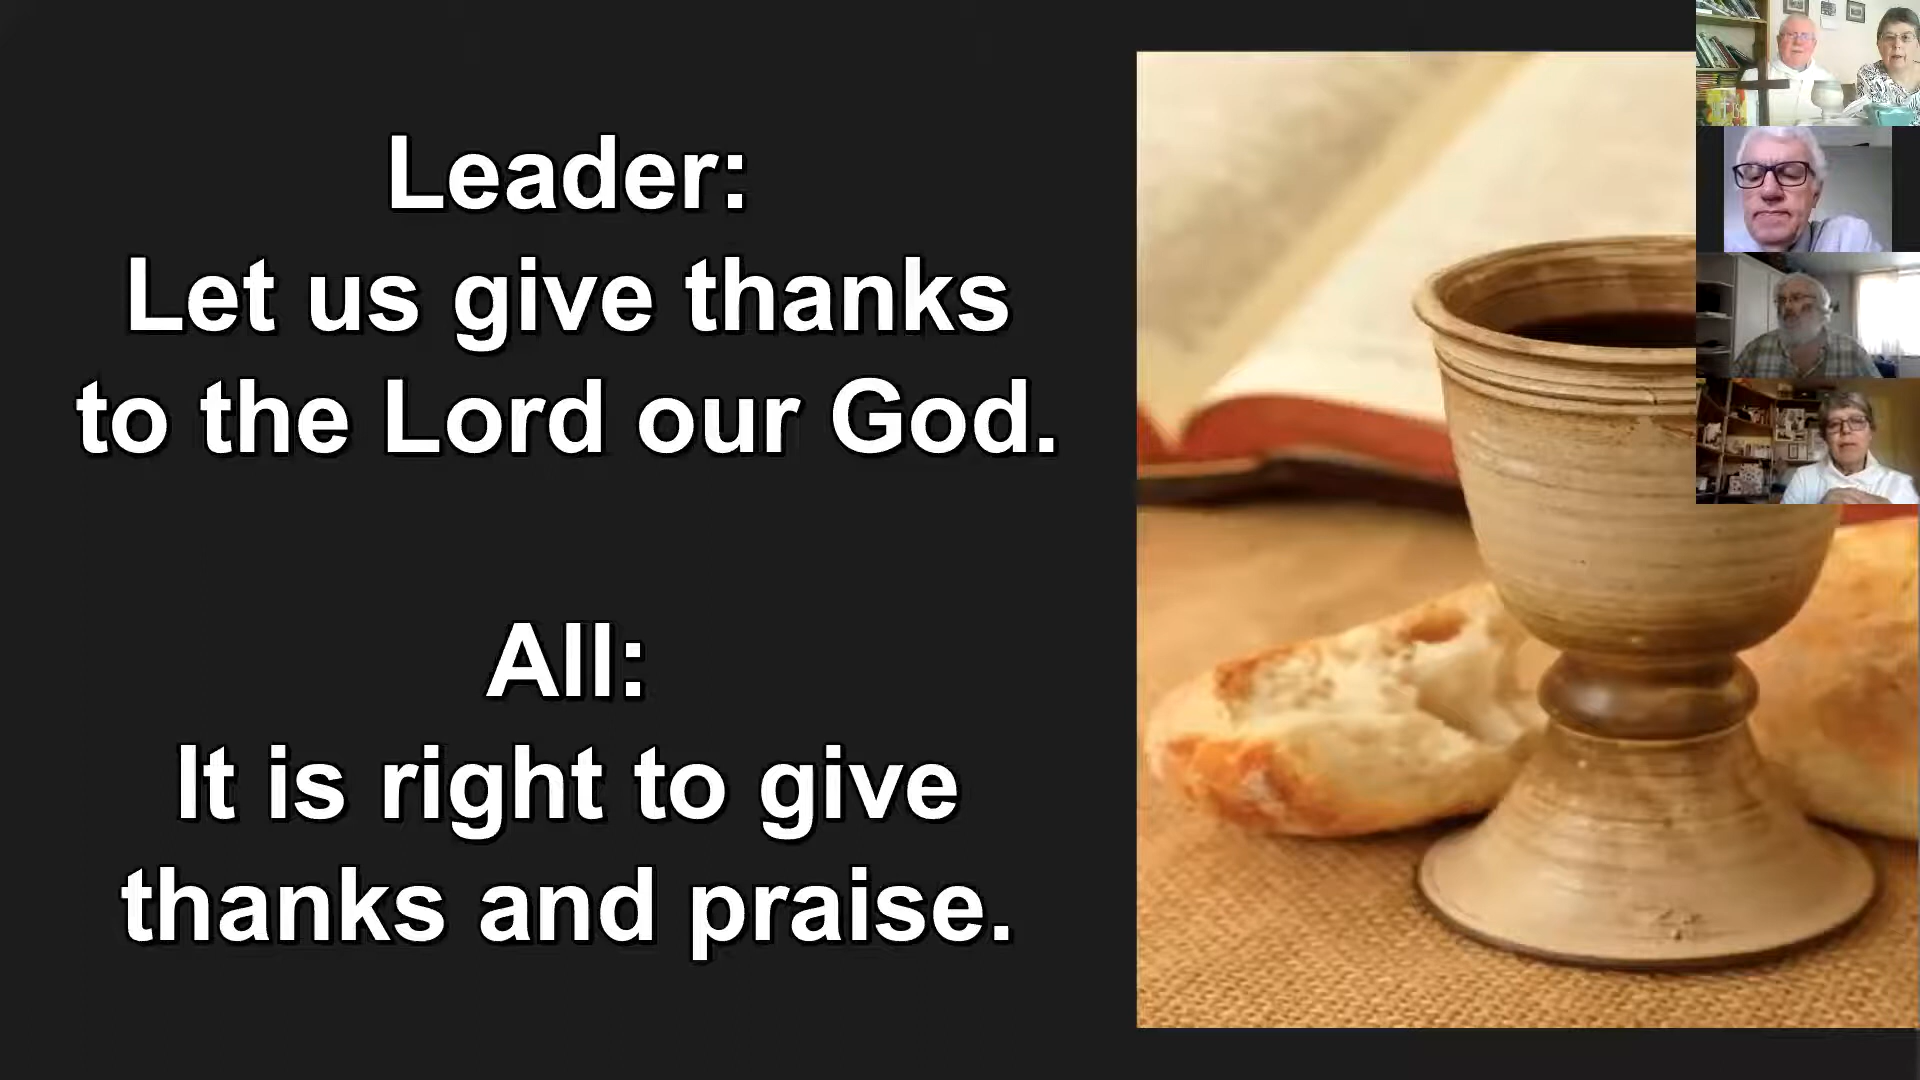 Leader:
Let us give thanks
to the Lord our God.
All:
It is right to give
thanks and praise.